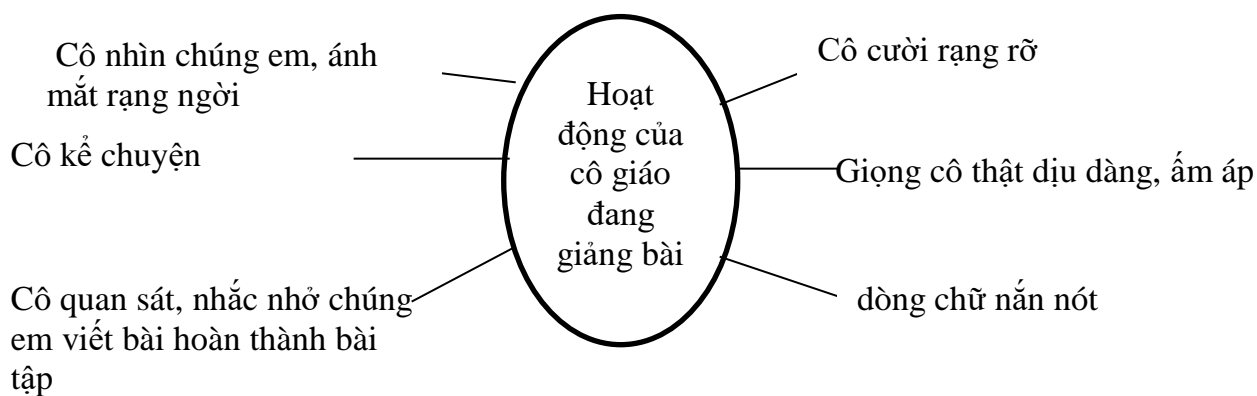 Cô nhìn chúng em, ánh
mắt rạng ngời
Cô kể chuyện
Cô quan sát, nhắc nhở chúng
em viết bài hoàn thành bài
tập
Hoạt
động của
cô giáo
đang
giảng bài
Cô cười rạng rỡ
Giọng cô thật dịu dàng, ấm áp
dòng chữ nắn nót